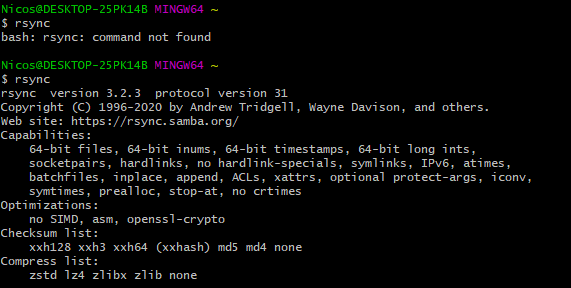 Nicos@DESKTOP-25PK14B MINGW64 ~
$ rsync
bash: rsync: command not found
Nicos@DESKTOP-25PK14B MINGW64 ~
$ rsync
rsync  version 3.2.3  protocol version 31
Copyright (C) 1996-2020 by Andrew Tridgell, Wayne Davison, and others.
Web site: https://rsync.samba.org/
Capabilities:
    64-bit files, 64-bit inums, 64-bit timestamps, 64-bit long ints,
    socketpairs, hardlinks, no hardlink-specials, symlinks, IPv6, atimes,
    batchfiles, inplace, append, ACLs, xattrs, optional protect-args, iconv,
    symtimes, prealloc, stop-at, no crtimes
Optimizations:
    no SIMD, asm, openssl-crypto
Checksum list:
    xxh128 xxh3 xxh64 (xxhash) md5 md4 none
Compress list:
    zstd lz4 zlibx zlib none